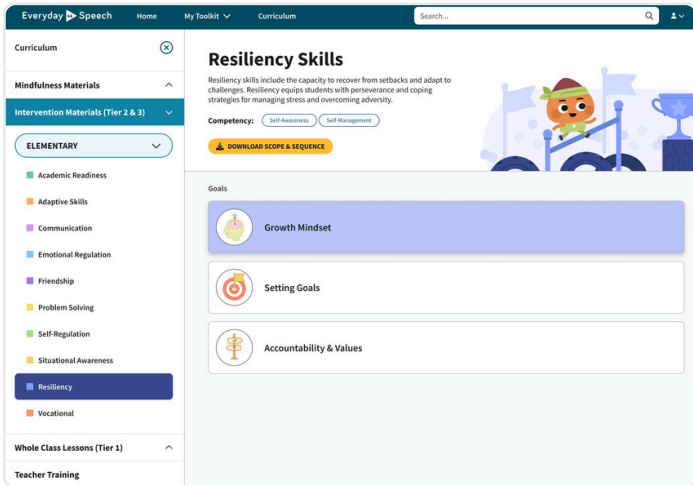 Everyday Speech
Home
My Toolkit
Curriculum
Search...
Curriculum
Mindfulness Materials
Intervention Materials (Tier 2 & 3)
ELEMENTARY
Academic Readiness
Adaptive Skills
Communication
Emotional Regulation
Friendship
Problem Solving
Self-Regulation
Situational Awareness
Resiliency
Vocational
Whole Class Lessons (Tier 1)
Teacher Training
Resiliency Skills
Resiliency skills include the capacity to recover from setbacks and adapt to
challenges. Resiliency equips students with perseverance and coping
strategies for managing stress and overcoming adversity.
Competency: Self-Awareness Self-Management
DOWNLOAD SCOPE & SEQUENCE
Goals
Growth Mindset
Setting Goals
Accountability & Values